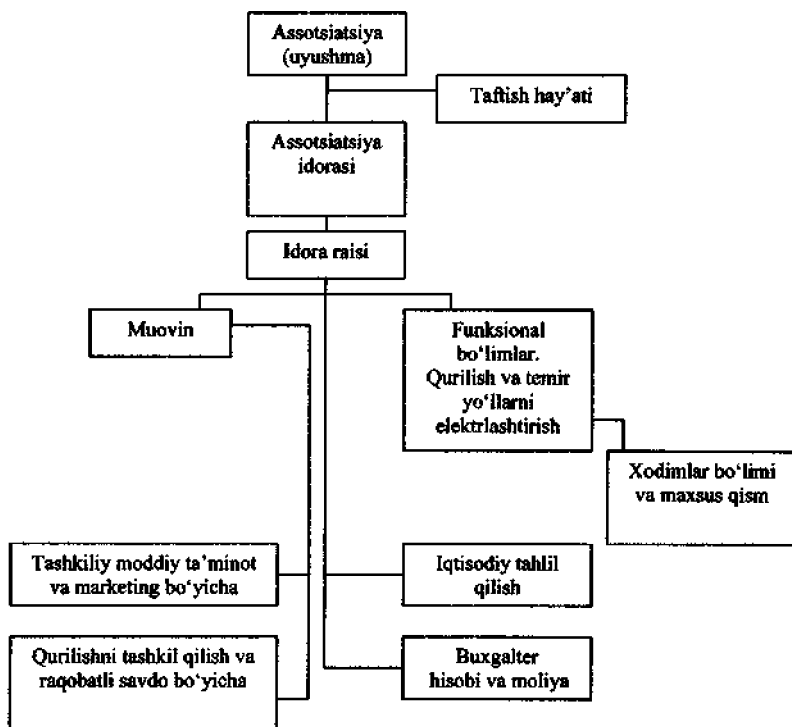 Assotsiatsiya
(uyushma)
Taftish hay’ati
Assotsiatsiya
idorasi
Idora raisi
Muovin
Funksional
bo‘limlar.
Qurilish va temir
yo‘llarni
elektrlashtirish
Xodimlar bo‘limi
va maxsus qism
Tashkiliy moddiy ta’minot
va marketing bo‘yicha
Iqtisodiy tahlil
qilish
Qurilishni tashkil qilish va
raqobatli savdo bo‘yicha
Buxgalter
hisobi va moliya